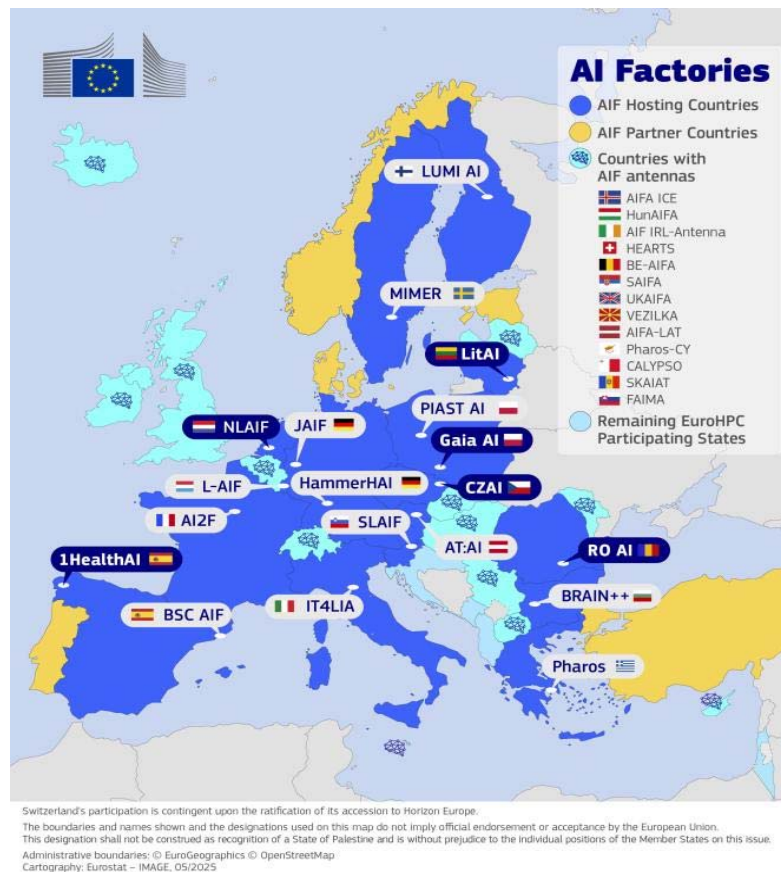 AI Factories
AIF Hosting Countries
AIF Partner Countries
Countries with
AIF antennas
AIFA ICE
HunAIFA
AIF IRL-Antenna
HEARTS
BE-AIFA
SAIFA
UKAIFA
VEZILKA
AIFA-LAT
Pharos-CY
CALYPSO
SKAIAT
FAIMA
Remaining EuroHPC
Participating States
LUMI AI
MIMER
LitAI
PIAST AI
NLAIF
JAIF
Gaia AI
L-AIF
HammerHAI
CZAI
AI2F
SLAIF
AT:AI
RO AI
1HealthAI
BRAIN++
BSC AIF
IT4LIA
Pharos
Switzerland's participation is contingent upon the ratification of its accession to Horizon Europe.
The boundaries and names shown and the designations used on this map do not imply official endorsement or acceptance by the European Union.
This designation shall not be construed as recognition of a State of Palestine and is without prejudice to the individual positions of the Member States on this issue.
Administrative boundaries: © EuroGeographics © OpenStreetMap
Cartography: Eurostat – IMAGE, 05/2025